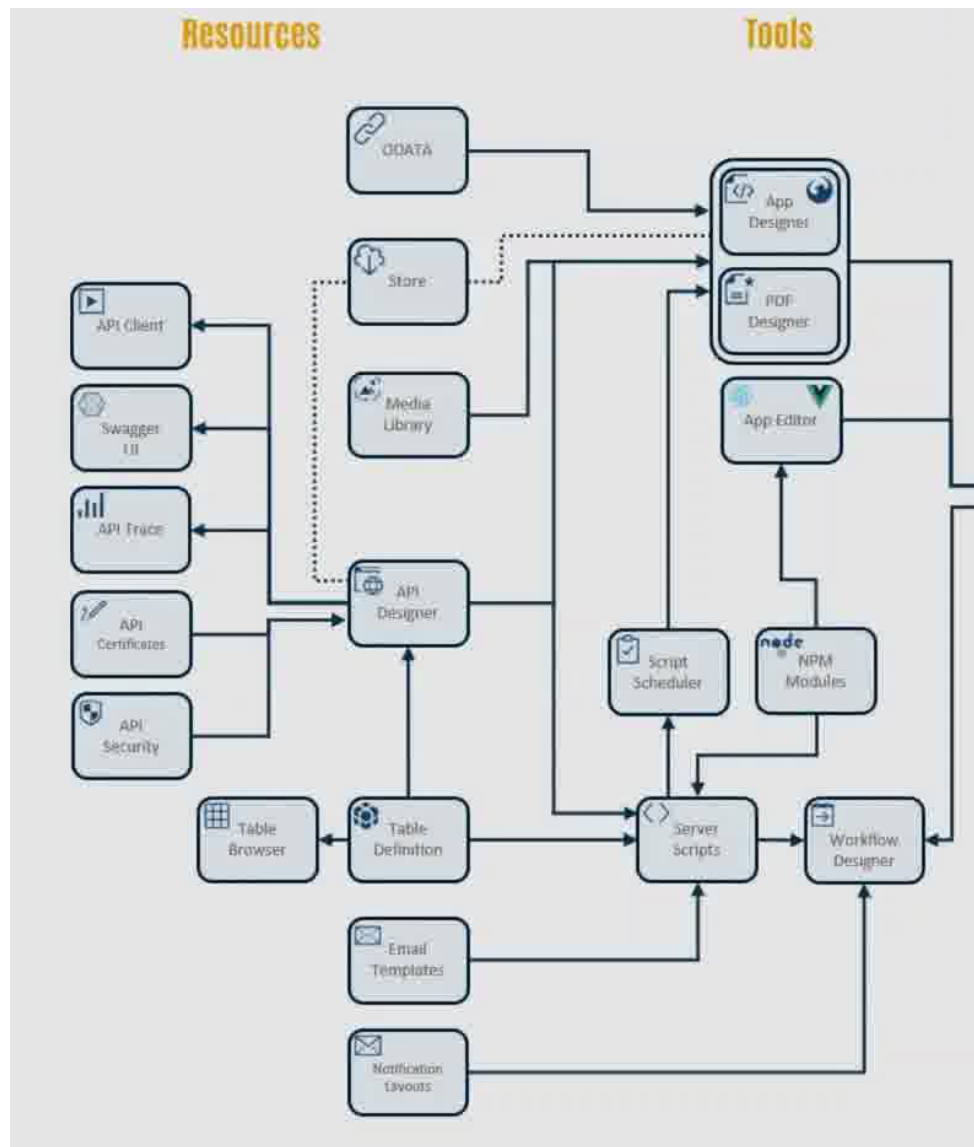 Resources
Tools
ODATA
App
Designer
Store
PDF
Designer
API Client
Media
Library
App Editor
Swagger
UI
API Trace
API
Designer
API
Certificates
Script
Scheduler
node
NPM
Modules
API
Security
Table
Browser
Table
Definition
Server
Scripts
Workflow
Designer
Email
Templates
Notification
Layouts